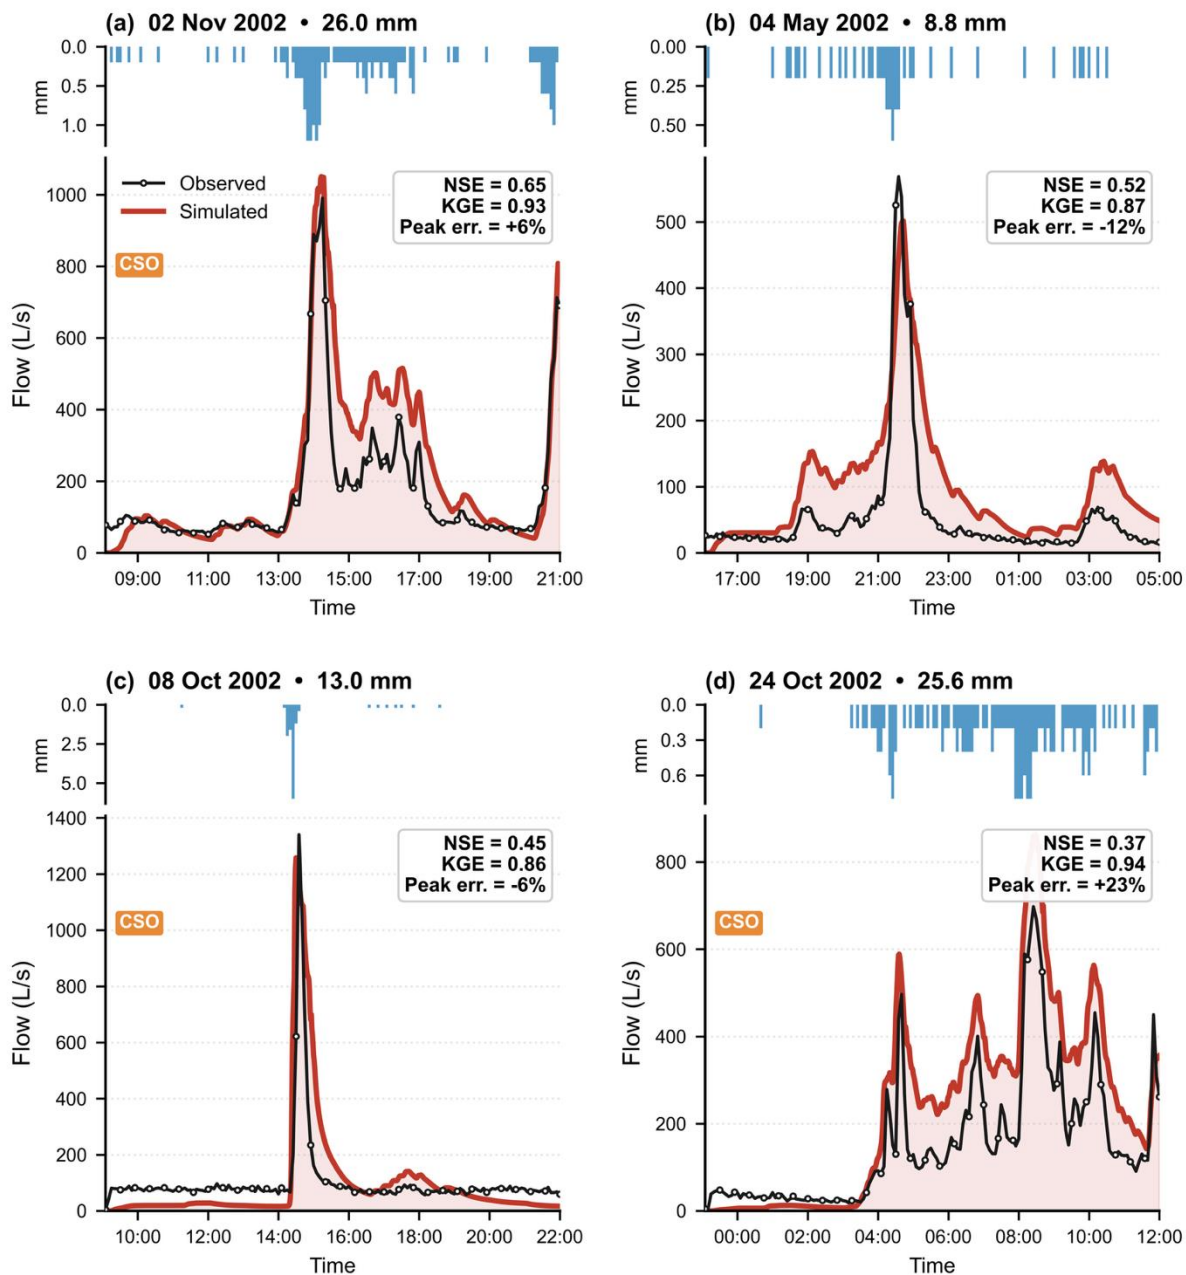 (a) 02 Nov 2002 • 26.0 mm
0.0
0.5
1.0
mm
Observed
Simulated
NSE = 0.65
KGE = 0.93
Peak err. = +6%
CSO
1000
800
600
400
200
0
Flow (L/s)
09:00 11:00 13:00 15:00 17:00 19:00 21:00
Time
(b) 04 May 2002 • 8.8 mm
0.00
0.25
0.50
mm
NSE = 0.52
KGE = 0.87
Peak err. = -12%
500
400
300
200
100
0
Flow (L/s)
17:00 19:00 21:00 23:00 01:00 03:00 05:00
Time
(c) 08 Oct 2002 • 13.0 mm
0.0
2.5
5.0
mm
NSE = 0.45
KGE = 0.86
Peak err. = -6%
CSO
1400
1200
1000
800
600
400
200
0
Flow (L/s)
10:00 12:00 14:00 16:00 18:00 20:00 22:00
Time
(d) 24 Oct 2002 • 25.6 mm
0.0
0.3
0.6
mm
NSE = 0.37
KGE = 0.94
Peak err. = +23%
CSO
800
600
400
200
0
Flow (L/s)
00:00 02:00 04:00 06:00 08:00 10:00 12:00
Time